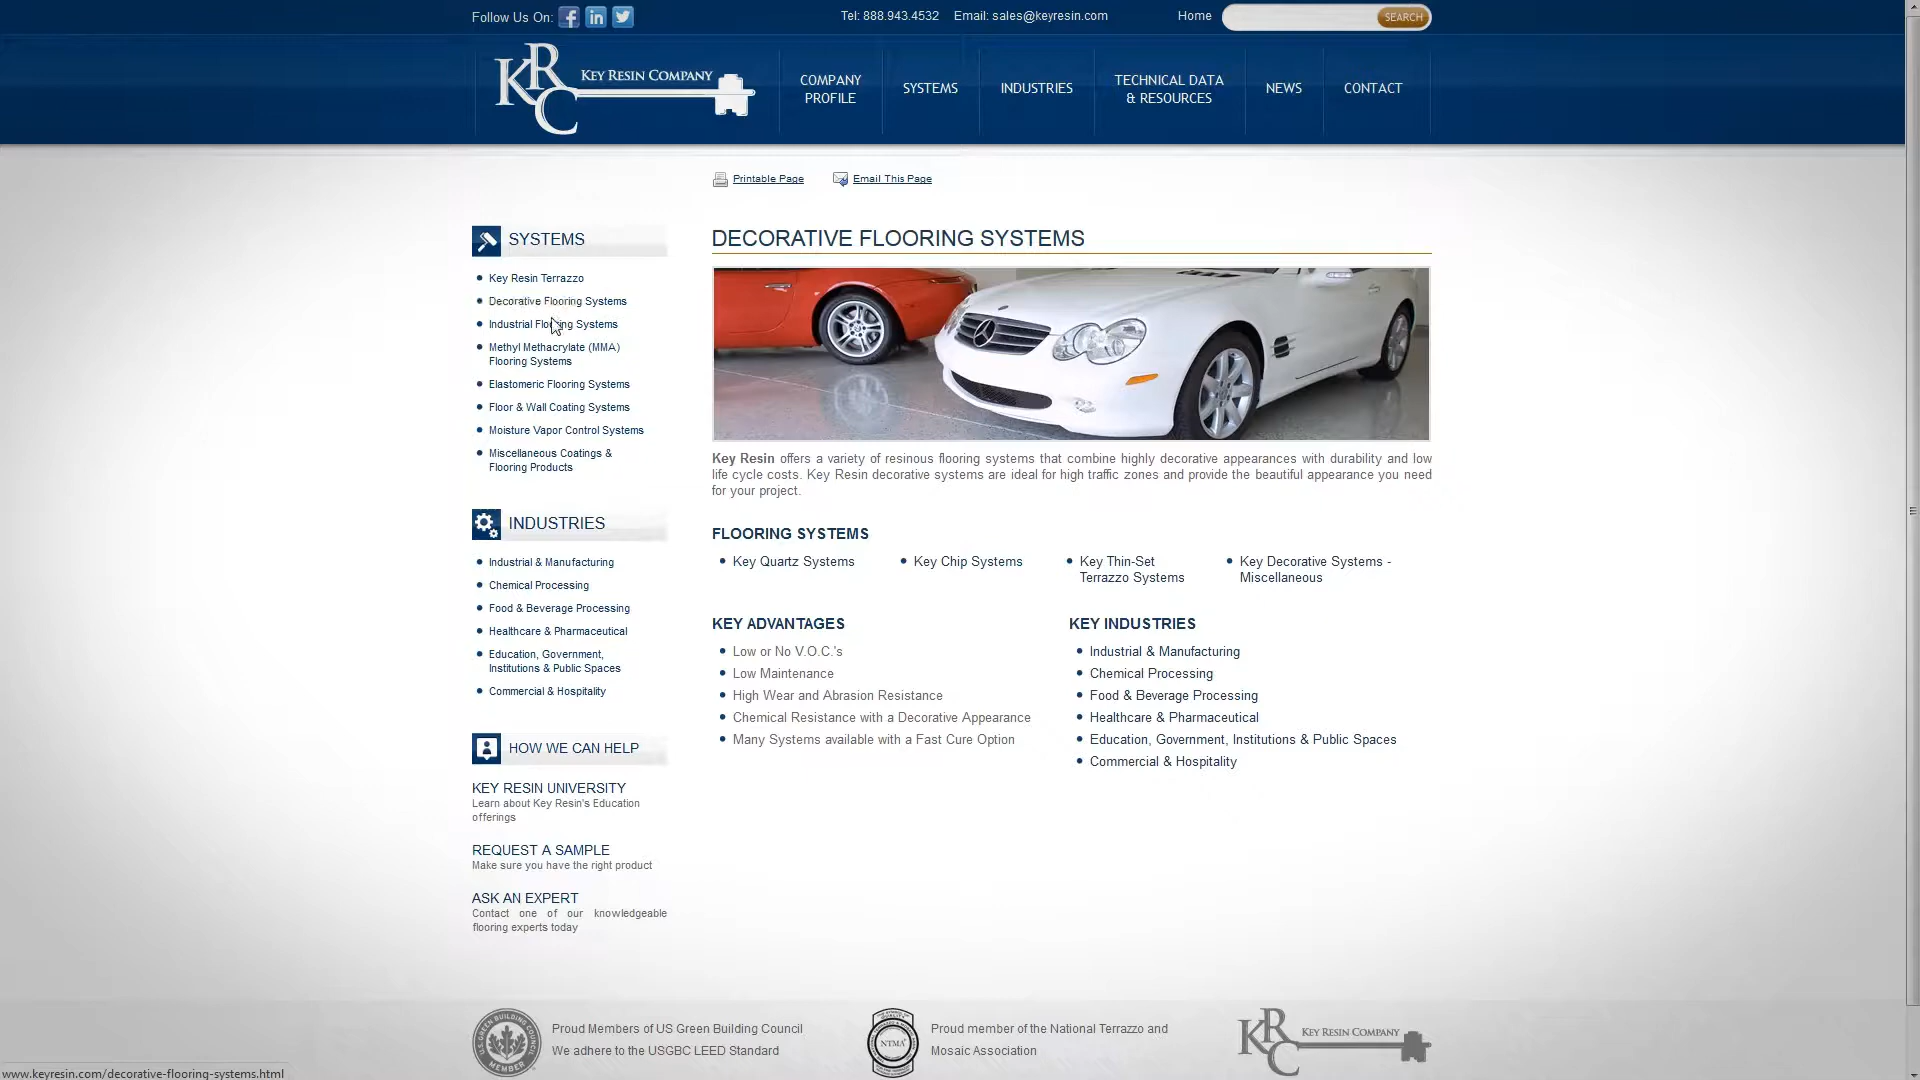 Follow Us On:
Tel: 888.943.4532 Email: sales@keyresin.com
Home
SEARCH
KRC KEY RESIN COMPANY
COMPANY
PROFILE
SYSTEMS
INDUSTRIES
TECHNICAL DATA
& RESOURCES
NEWS
CONTACT
Printable Page
Email This Page
SYSTEMS
Key Resin Terrazzo
Decorative Flooring Systems
Industrial Flooring Systems
Methyl Methacrylate (MMA)
Flooring Systems
Elastomeric Flooring Systems
Floor & Wall Coating Systems
Moisture Vapor Control Systems
Miscellaneous Coatings &
Flooring Products
INDUSTRIES
Industrial & Manufacturing
Chemical Processing
Food & Beverage Processing
Healthcare & Pharmaceutical
Education, Government,
Institutions & Public Spaces
Commercial & Hospitality
HOW WE CAN HELP
KEY RESIN UNIVERSITY
Learn about Key Resin's Education
offerings
REQUEST A SAMPLE
Make sure you have the right product
ASK AN EXPERT
Contact one of our knowledgeable
flooring experts today
DECORATIVE FLOORING SYSTEMS
Key Resin offers a variety of resinous flooring systems that combine highly decorative appearances with durability and low
life cycle costs. Key Resin decorative systems are ideal for high traffic zones and provide the beautiful appearance you need
for your project.
FLOORING SYSTEMS
Key Quartz Systems
Key Chip Systems
Key Thin-Set
Terrazzo Systems
Key Decorative Systems -
Miscellaneous
KEY ADVANTAGES
Low or No V.O.C.'s
Low Maintenance
High Wear and Abrasion Resistance
Chemical Resistance with a Decorative Appearance
Many Systems available with a Fast Cure Option
KEY INDUSTRIES
Industrial & Manufacturing
Chemical Processing
Food & Beverage Processing
Healthcare & Pharmaceutical
Education, Government, Institutions & Public Spaces
Commercial & Hospitality
U.S. GREEN BUILDING COUNCIL
MEMBER
Proud Members of US Green Building Council
We adhere to the USGBC LEED Standard
NTMA
Proud member of the National Terrazzo and
Mosaic Association
KRC KEY RESIN COMPANY
www.keyresin.com/decorative-flooring-systems.html